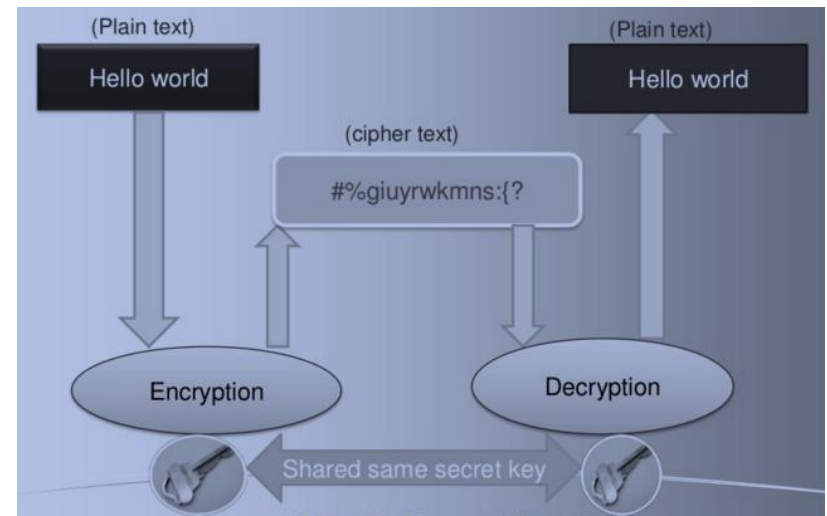 (Plain text)
Hello world
(Plain text)
Hello world
(cipher text)
#%giuyrwkmns:{?
Encryption
Decryption
Shared same secret key